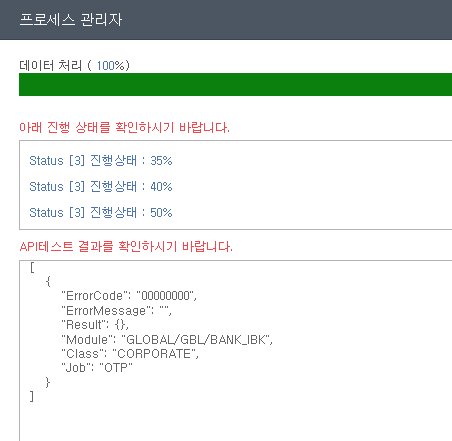 프로세스 관리자
데이터 처리 ( 100%)
아래 진행 상태를 확인하시기 바랍니다.
Status [3] 진행상태 : 35%
Status [3] 진행상태 : 40%
Status [3] 진행상태 : 50%
API테스트 결과를 확인하시기 바랍니다.
[
{
"ErrorCode": "00000000",
"ErrorMessage": "",
"Result": {},
"Module": "GLOBAL/GBL/BANK_IBK",
"Class": "CORPORATE",
"Job": "OTP"
}
]